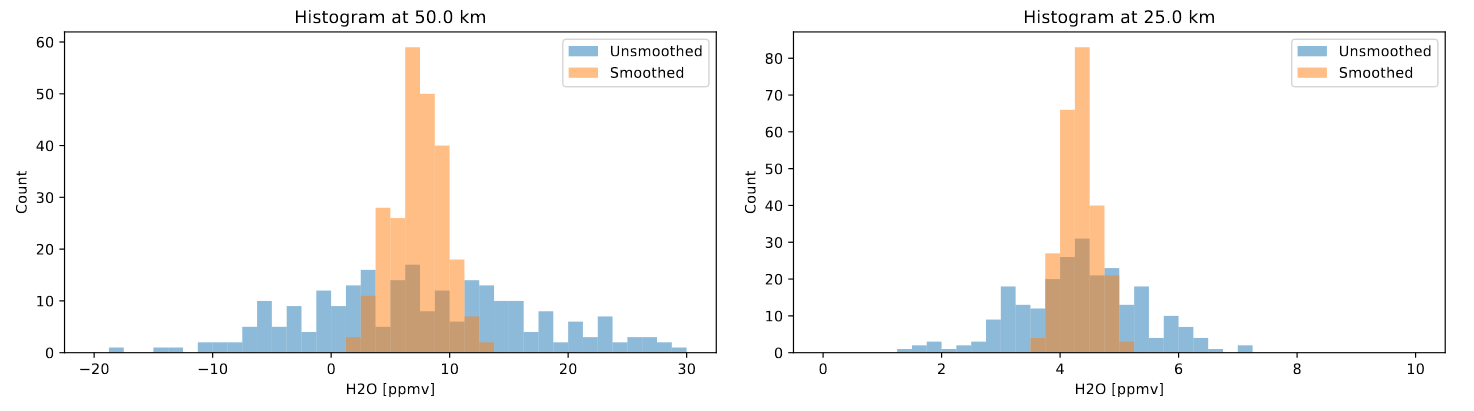 Histogram at 50.0 km
60
50
40
30
20
10
0
Count
−20
−10
0
10
20
30
H2O [ppmv]
Unsmoothed
Smoothed
Histogram at 25.0 km
80
70
60
50
40
30
20
10
0
Count
0
2
4
6
8
10
H2O [ppmv]
Unsmoothed
Smoothed